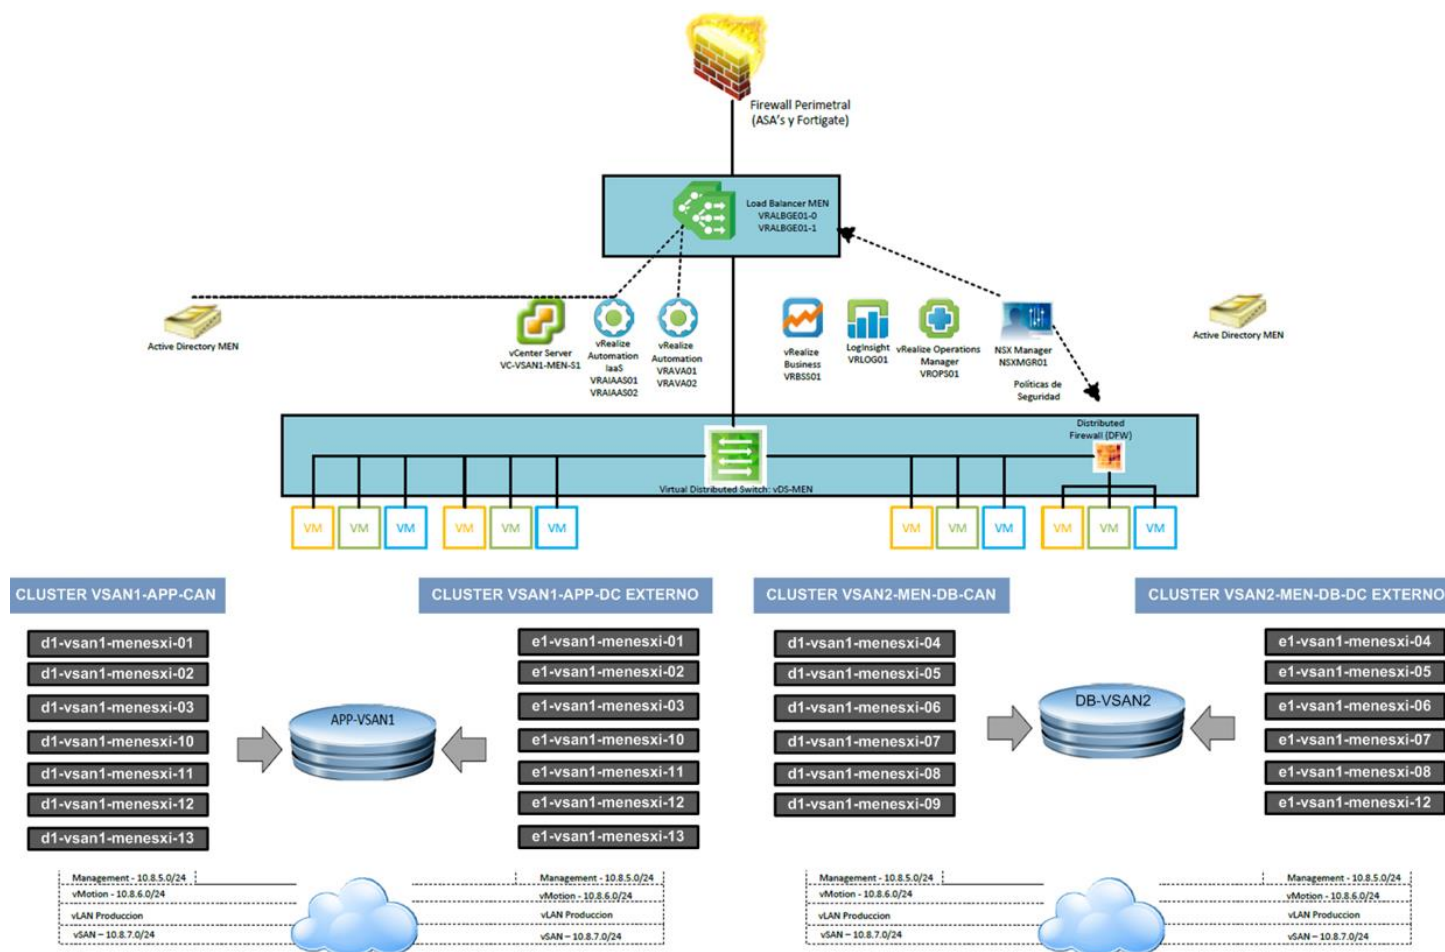 Firewall Perimetral
(ASA's y Fortigate)
Load Balancer MEN
VRALBGE01-0
VRALBGE01-1
Active Directory MEN
vCenter Server
VC-VSAN1-MEN-S1
vRealize
Automation
IaaS
VRAIAAS01
VRAIAAS02
vRealize
Automation
VRAVA01
VRAVA02
vRealize
Business
VRBSS01
LogInsight
VRLOG01
vRealize Operations
Manager
VROPS01
NSX Manager
NSXMGR01
Políticas de
Seguridad
Active Directory MEN
Distributed
Firewall (DFW)
Virtual Distributed Switch: vDS-MEN
VM
VM
VM
VM
VM
VM
VM
VM
VM
VM
VM
VM
CLUSTER VSAN1-APP-CAN
d1-vsan1-menesxi-01
d1-vsan1-menesxi-02
d1-vsan1-menesxi-03
d1-vsan1-menesxi-10
d1-vsan1-menesxi-11
d1-vsan1-menesxi-12
d1-vsan1-menesxi-13
APP-VSAN1
CLUSTER VSAN1-APP-DC EXTERNO
e1-vsan1-menesxi-01
e1-vsan1-menesxi-02
e1-vsan1-menesxi-03
e1-vsan1-menesxi-10
e1-vsan1-menesxi-11
e1-vsan1-menesxi-12
e1-vsan1-menesxi-13
CLUSTER VSAN2-MEN-DB-CAN
d1-vsan1-menesxi-04
d1-vsan1-menesxi-05
d1-vsan1-menesxi-06
d1-vsan1-menesxi-07
d1-vsan1-menesxi-08
d1-vsan1-menesxi-09
DB-VSAN2
CLUSTER VSAN2-MEN-DB-DC EXTERNO
e1-vsan1-menesxi-04
e1-vsan1-menesxi-05
e1-vsan1-menesxi-06
e1-vsan1-menesxi-07
e1-vsan1-menesxi-08
e1-vsan1-menesxi-12
Management - 10.8.5.0/24
vMotion - 10.8.6.0/24
vLAN Produccion
vSAN – 10.8.7.0/24
Management - 10.8.5.0/24
vMotion - 10.8.6.0/24
vLAN Produccion
vSAN – 10.8.7.0/24
Management - 10.8.5.0/24
vMotion - 10.8.6.0/24
vLAN Produccion
vSAN – 10.8.7.0/24
Management - 10.8.5.0/24
vMotion - 10.8.6.0/24
vLAN Produccion
vSAN – 10.8.7.0/24